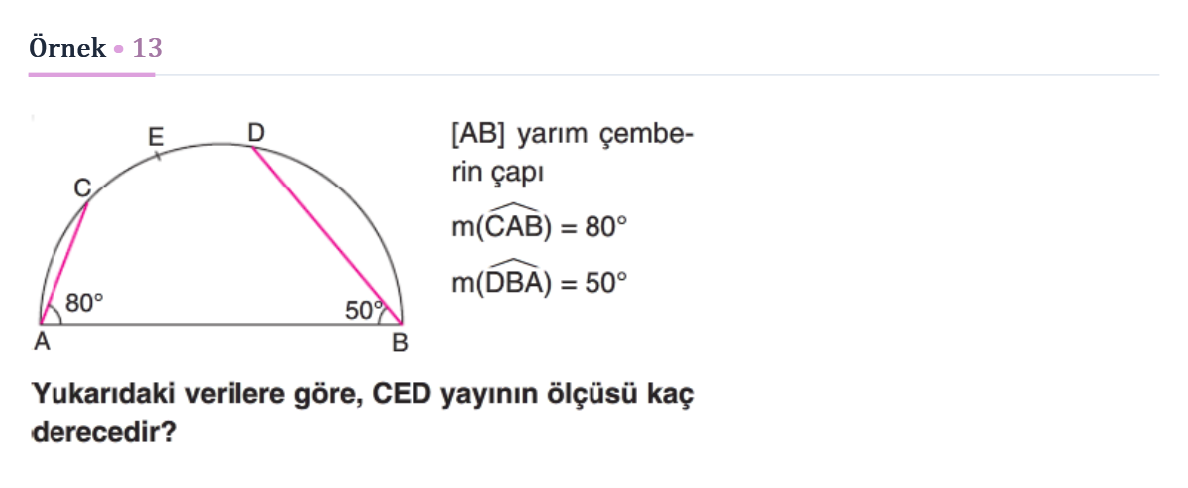 Örnek • 13
E
D
C
80°
50°
A
B
[AB] yarım çembe-
rin çapı
m(CAB) = 80°
m(DBA) = 50°
Yukarıdaki verilere göre, CED yayının ölçüsü kaç
derecedir?